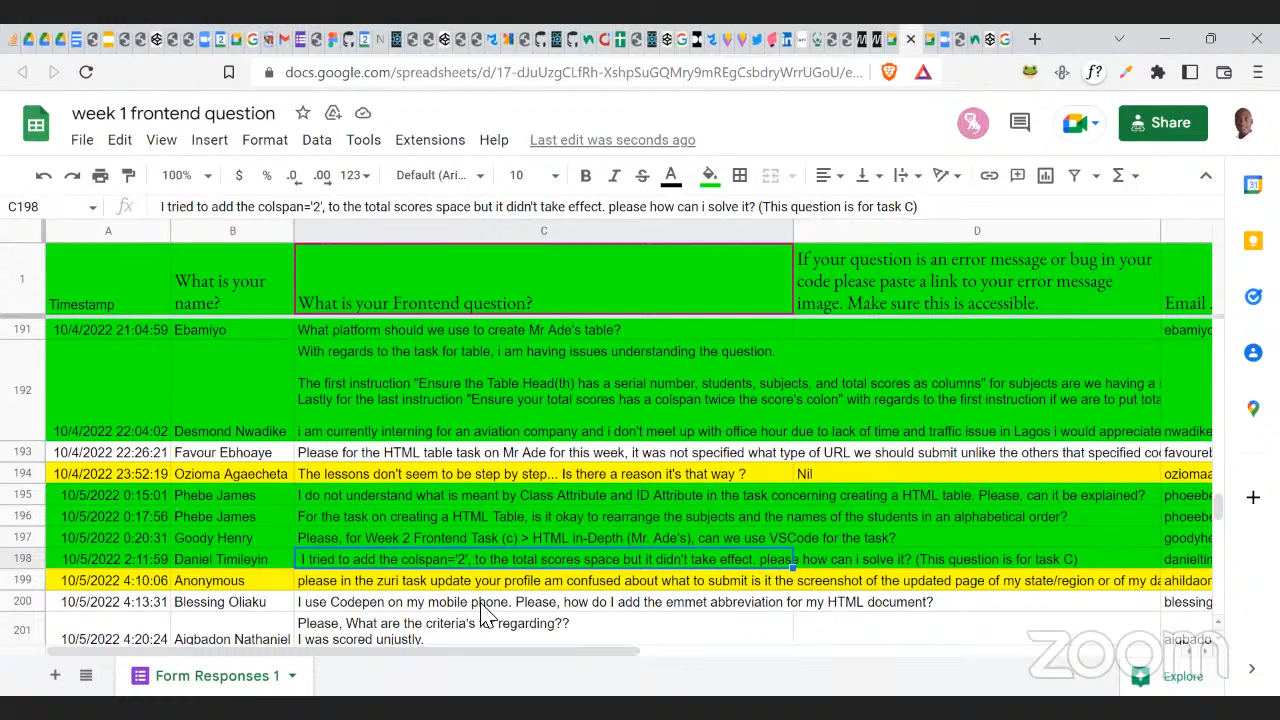 docs.google.com/spreadsheets/d/17-dJuUzgCLfRh-XshpSuGQMry9mREgCsbdryWrrUGoU/e...
week 1 frontend question
Share
File Edit View Insert Format Data Tools Extensions Help Last edit was seconds ago
100% $ % .0 .00 123 Default (Ari... 10 B I S A
C198 fx I tried to add the colspan='2', to the total scores space but it didn't take effect. please how can i solve it? (This question is for task C)
A B C D
1 Timestamp What is your name? What is your Frontend question? If your question is an error message or bug in your code please paste a link to your error message image. Make sure this is accessible. Email
191 10/4/2022 21:04:59 Ebamiyo What platform should we use to create Mr Ade's table? ebamiyo
With regards to the task for table, i am having issues understanding the question.
The first instruction "Ensure the Table Head(th) has a serial number, students, subjects, and total scores as columns" for subjects are we having a s
Lastly for the last instruction "Ensure your total scores has a colspan twice the score's colon" with regards to the first instruction if we are to put tota
192 10/4/2022 22:04:02 Desmond Nwadike i am currently interning for an aviation company and i don't meet up with office hour due to lack of time and traffic issue in Lagos i would appreciate nwadike
193 10/4/2022 22:26:21 Favour Ebhoaye Please for the HTML table task on Mr Ade for this week, it was not specified what type of URL we should submit unlike the others that specified co favoureb
194 10/4/2022 23:52:19 Ozioma Agaecheta The lessons don't seem to be step by step... Is there a reason it's that way ? Nil oziomaa
195 10/5/2022 0:15:01 Phebe James I do not understand what is meant by Class Attribute and ID Attribute in the task concerning creating a HTML table. Please, can it be explained? phoebe
196 10/5/2022 0:17:56 Phebe James For the task on creating a HTML Table, is it okay to rearrange the subjects and the names of the students in an alphabetical order? phoebe
197 10/5/2022 0:20:31 Goody Henry Please, for Week 2 Frontend Task (c) > HTML in-Depth (Mr. Ade's), can we use VSCode for the task? goodyhe
198 10/5/2022 2:11:59 Daniel Timileyin I tried to add the colspan='2', to the total scores space but it didn't take effect. please how can i solve it? (This question is for task C) danieltim
199 10/5/2022 4:10:06 Anonymous please in the zuri task update your profile am confused about what to submit is it the screenshot of the updated page of my state/region or of my da ahildaor
200 10/5/2022 4:13:31 Blessing Oliaku I use Codepen on my mobile phone. Please, how do I add the emmet abbreviation for my HTML document? blessing
Please, What are the criteria's regarding??
201 10/5/2022 4:20:24 Aigbadon Nathaniel I was scored unjustly. aigbado
zoom
Form Responses 1 Explore